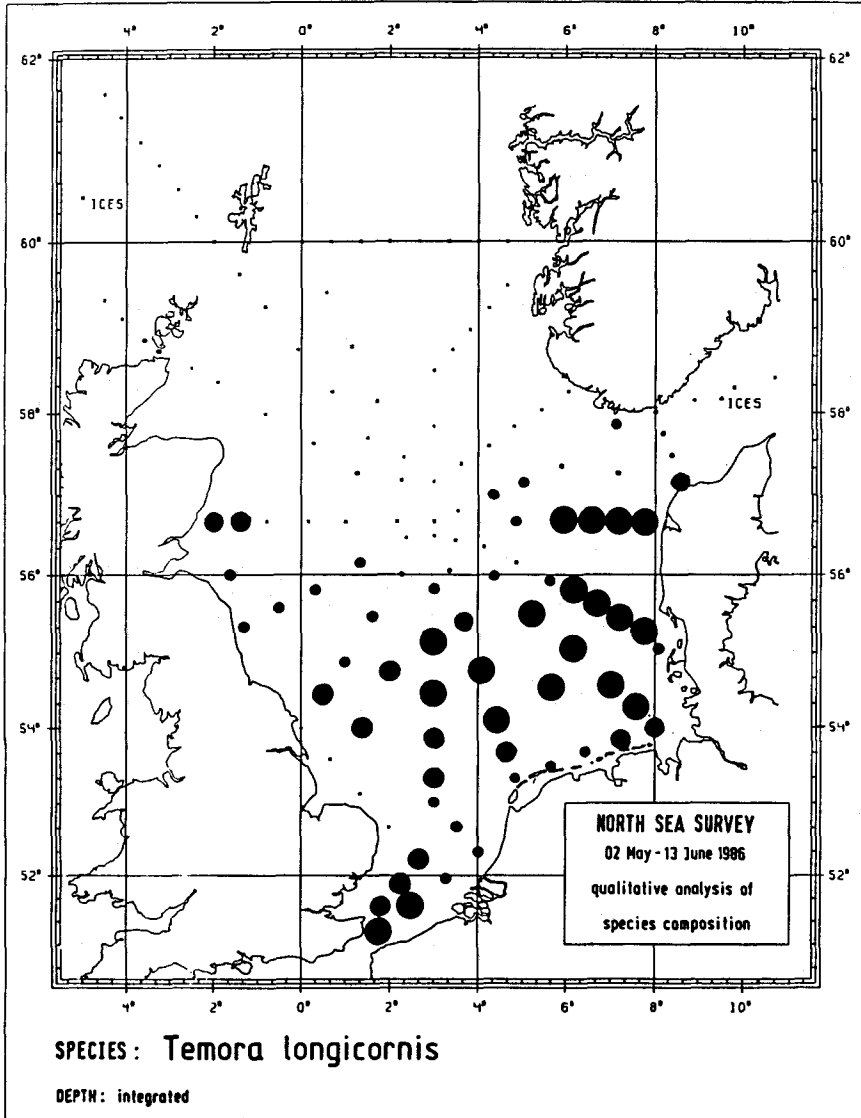 4° 2° 0° 2° 4° 6° 8° 10°
62° 62°
ICES
60° 60°
58° 58°
ICES
56° 56°
54° 54°
NORTH SEA SURVEY
02 May - 13 June 1986
52° 52°
qualitative analysis of
species composition
4° 2° 0° 2° 4° 6° 8° 10°
SPECIES: Temora longicornis
DEPTH: integrated